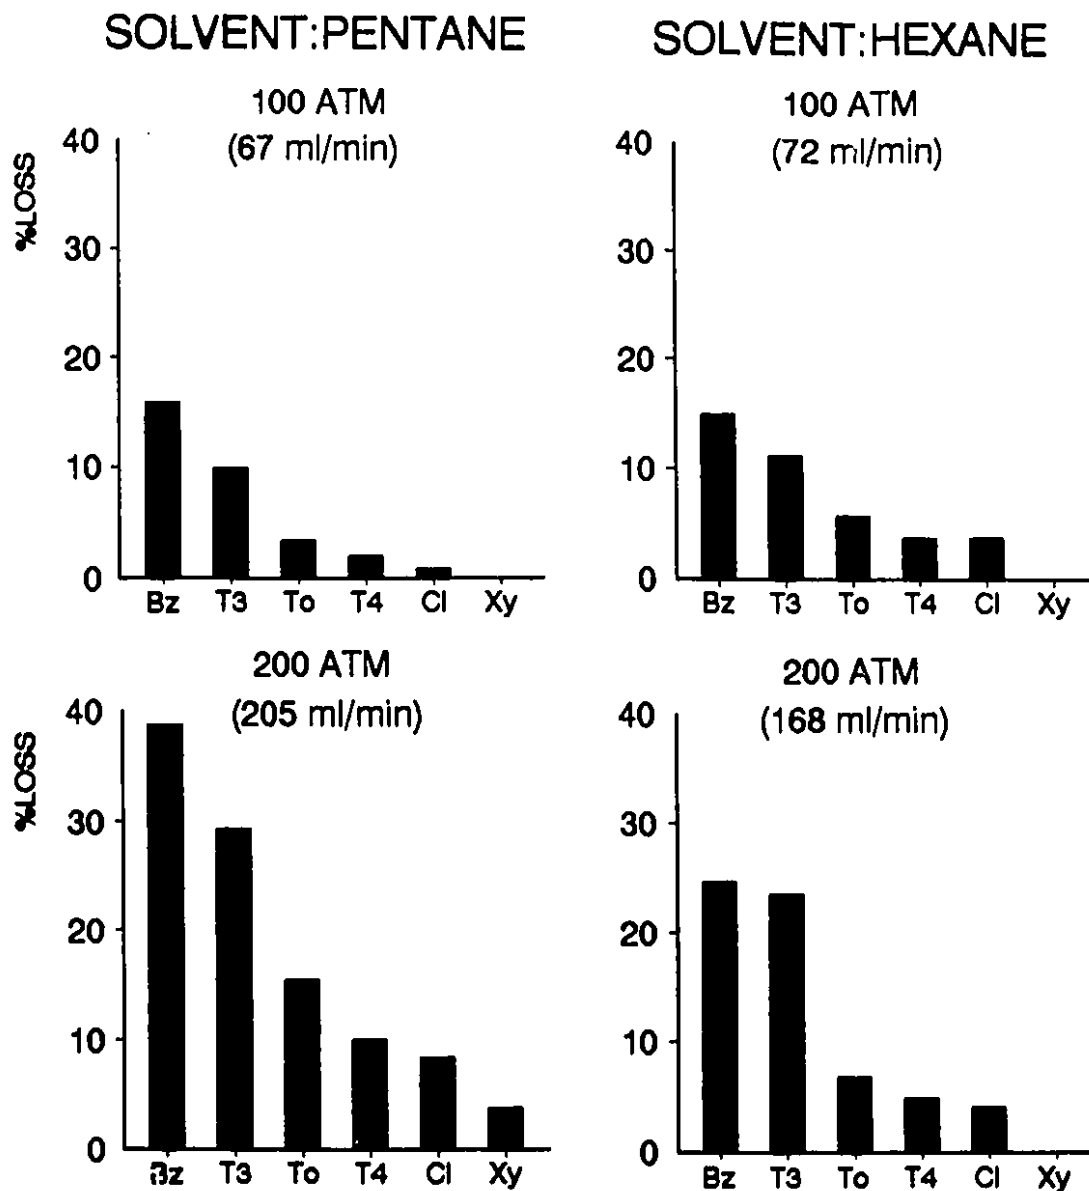 SOLVENT:PENTANE
100 ATM
(67 ml/min)
%LOSS
40
30
20
10
0
Bz T3 To T4 Cl Xy
SOLVENT:HEXANE
100 ATM
(72 ml/min)
40
30
20
10
0
Bz T3 To T4 Cl Xy
200 ATM
(205 ml/min)
%LOSS
40
30
20
10
0
Bz T3 To T4 Cl Xy
200 ATM
(168 ml/min)
40
30
20
10
0
Bz T3 To T4 Cl Xy